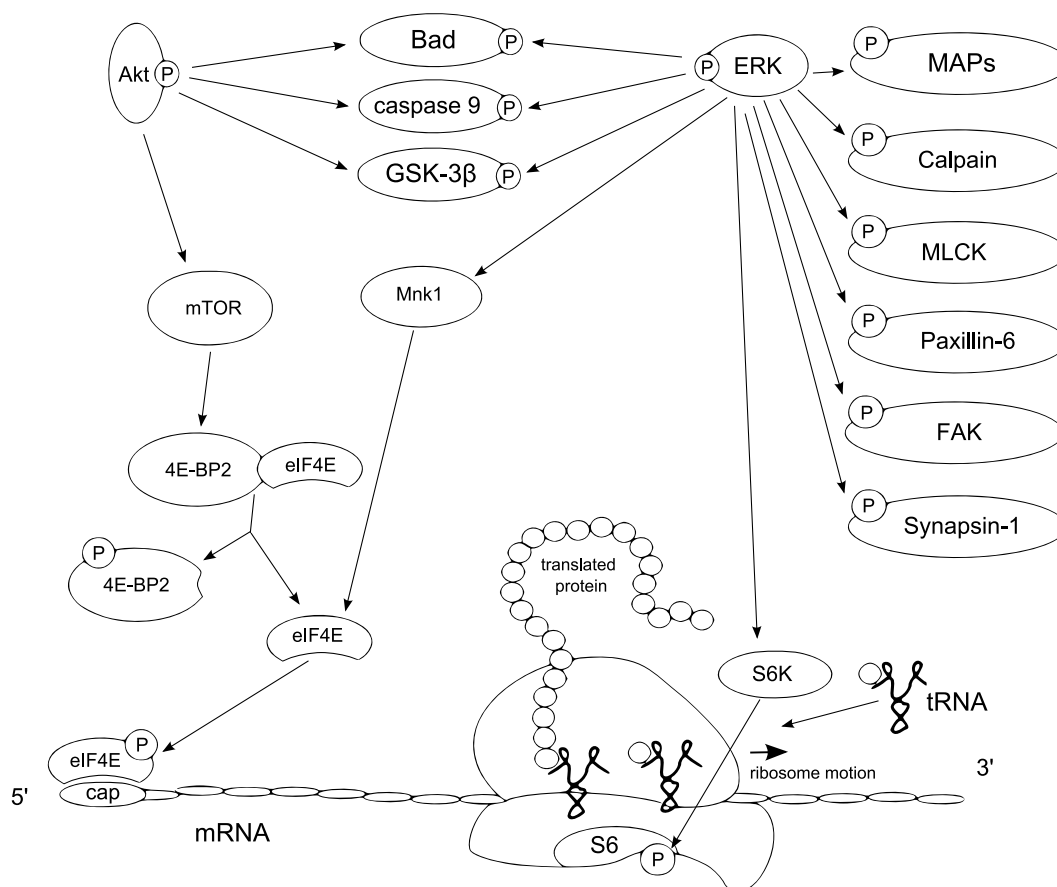 Bad
P
Akt
P
caspase 9
P
GSK-3β
P
P
ERK
P
MAPs
P
Calpain
P
MLCK
P
Paxillin-6
P
FAK
P
Synapsin-1
mTOR
Mnk1
4E-BP2
eIF4E
P
4E-BP2
eIF4E
translated
protein
S6K
tRNA
ribosome motion
eIF4E
P
cap
5'
3'
mRNA
S6
P